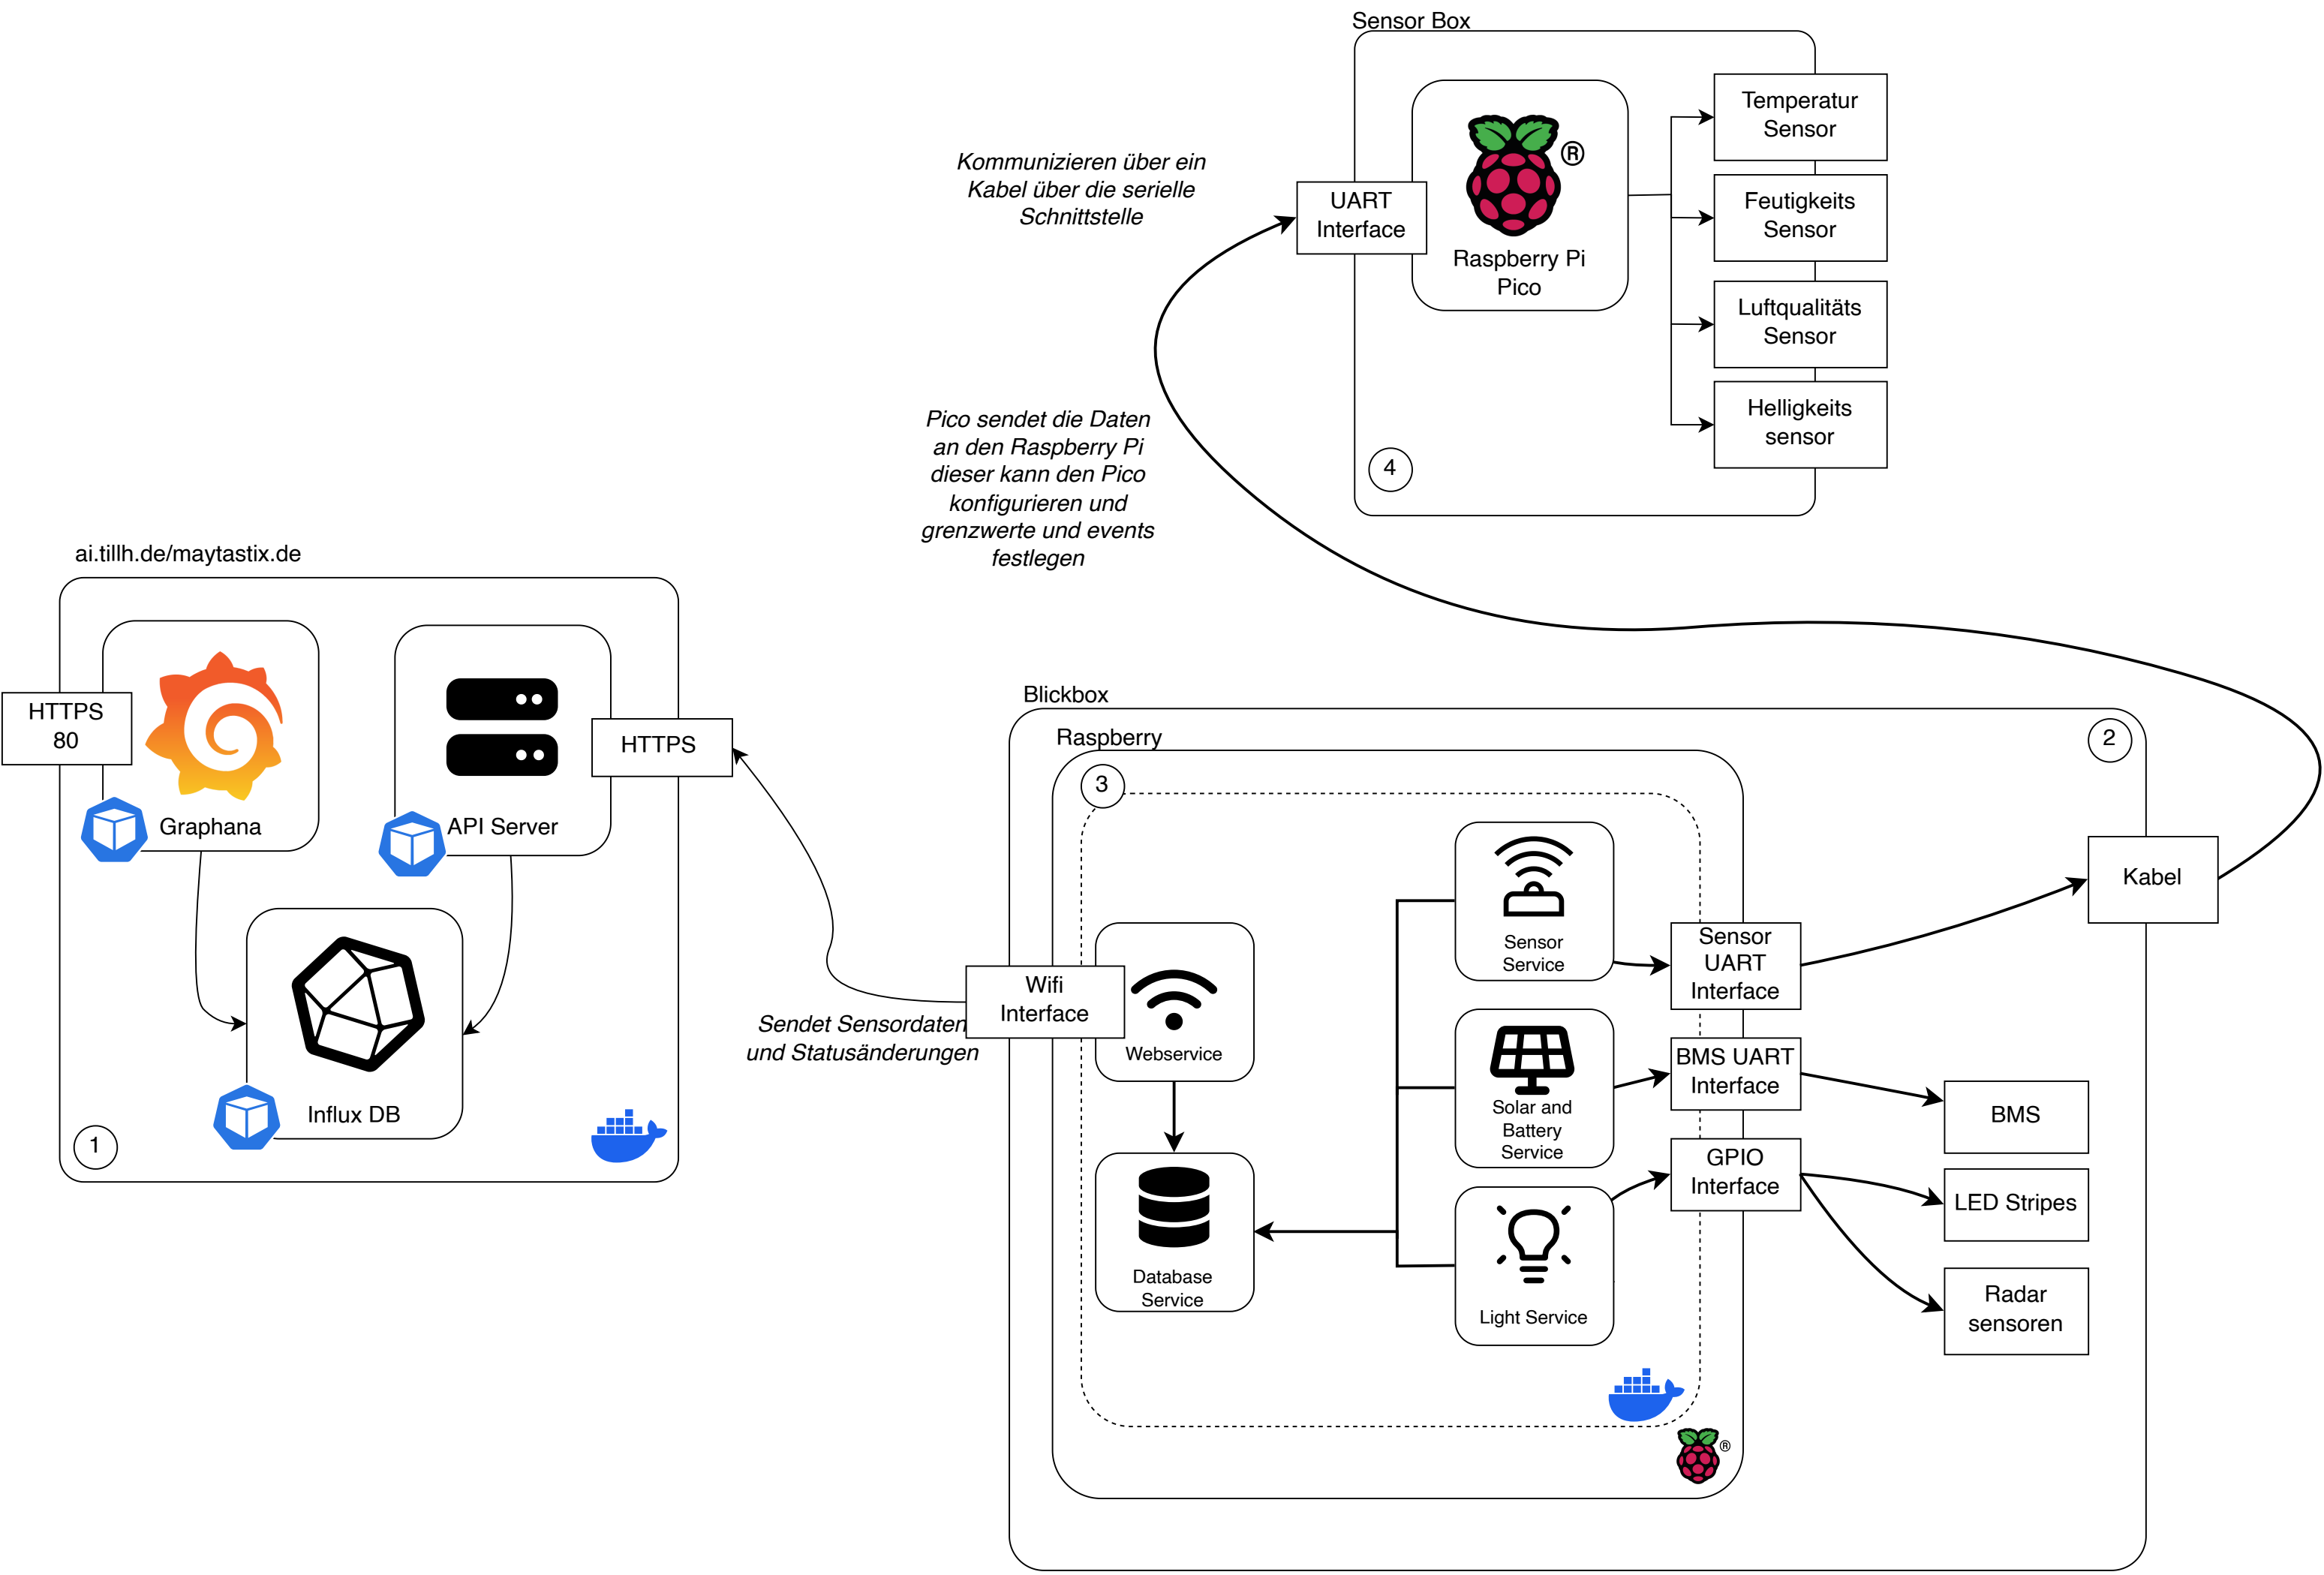 Sensor Box
Temperatur
Sensor
Feutigkeits
Sensor
Luftqualitäts
Sensor
Helligkeits
sensor
UART
Interface
®
Raspberry Pi
Pico
4
Kommunizieren über ein
Kabel über die serielle
Schnittstelle
Pico sendet die Daten
an den Raspberry Pi
dieser kann den Pico
konfigurieren und
grenzwerte und events
festlegen
ai.tillh.de/maytastix.de
HTTPS
80
Graphana
API Server
HTTPS
Influx DB
1
Sendet Sensordaten
und Statusänderungen
Blickbox
2
Raspberry
3
Wifi
Interface
Webservice
Database
Service
Sensor
Service
Solar and
Battery
Service
Light Service
Sensor
UART
Interface
BMS UART
Interface
GPIO
Interface
Kabel
BMS
LED Stripes
Radar
sensoren
®